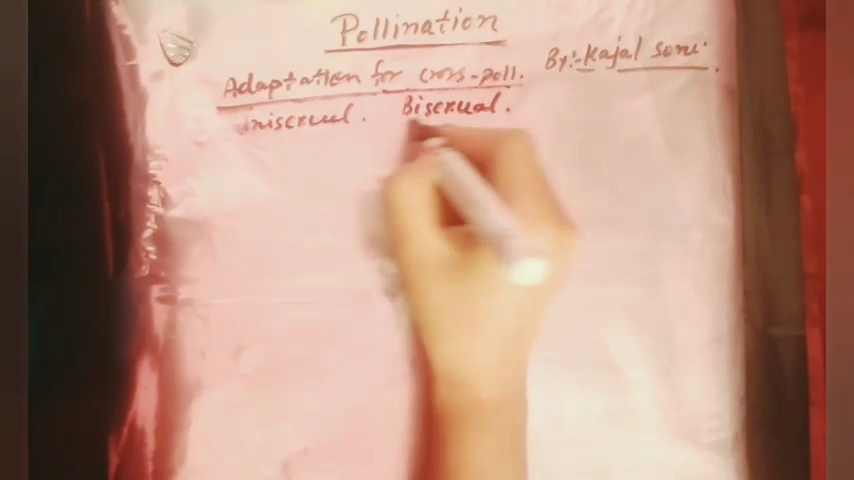 Pollination
By:- Kajal soni.
Adaptation for cross-poll.
Unisexual. Bisexual.